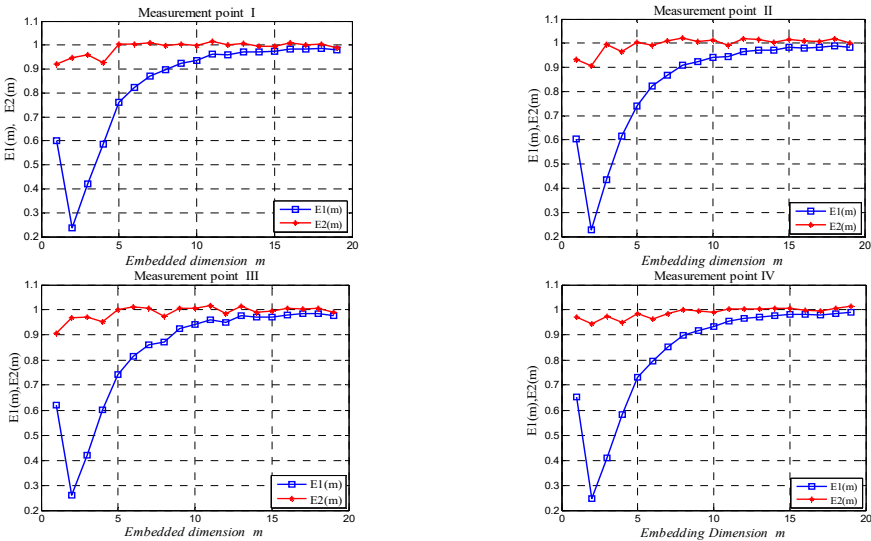 Measurement point I
E1(m), E2(m)
1.1
1
0.9
0.8
0.7
0.6
0.5
0.4
0.3
0.2
E1(m)
E2(m)
0 5 10 15 20
Embedded dimension m
Measurement point II
E1(m),E2(m)
1.1
1
0.9
0.8
0.7
0.6
0.5
0.4
0.3
0.2
E1(m)
E2(m)
0 5 10 15 20
Embedding dimension m
Measurement point III
E1(m),E2(m)
1.1
1
0.9
0.8
0.7
0.6
0.5
0.4
0.3
0.2
E1(m)
E2(m)
0 5 10 15 20
Embedded dimension m
Measurement point IV
E1(m),E2(m)
1.1
1
0.9
0.8
0.7
0.6
0.5
0.4
0.3
0.2
E1(m)
E2(m)
0 5 10 15 20
Embedding Dimension m